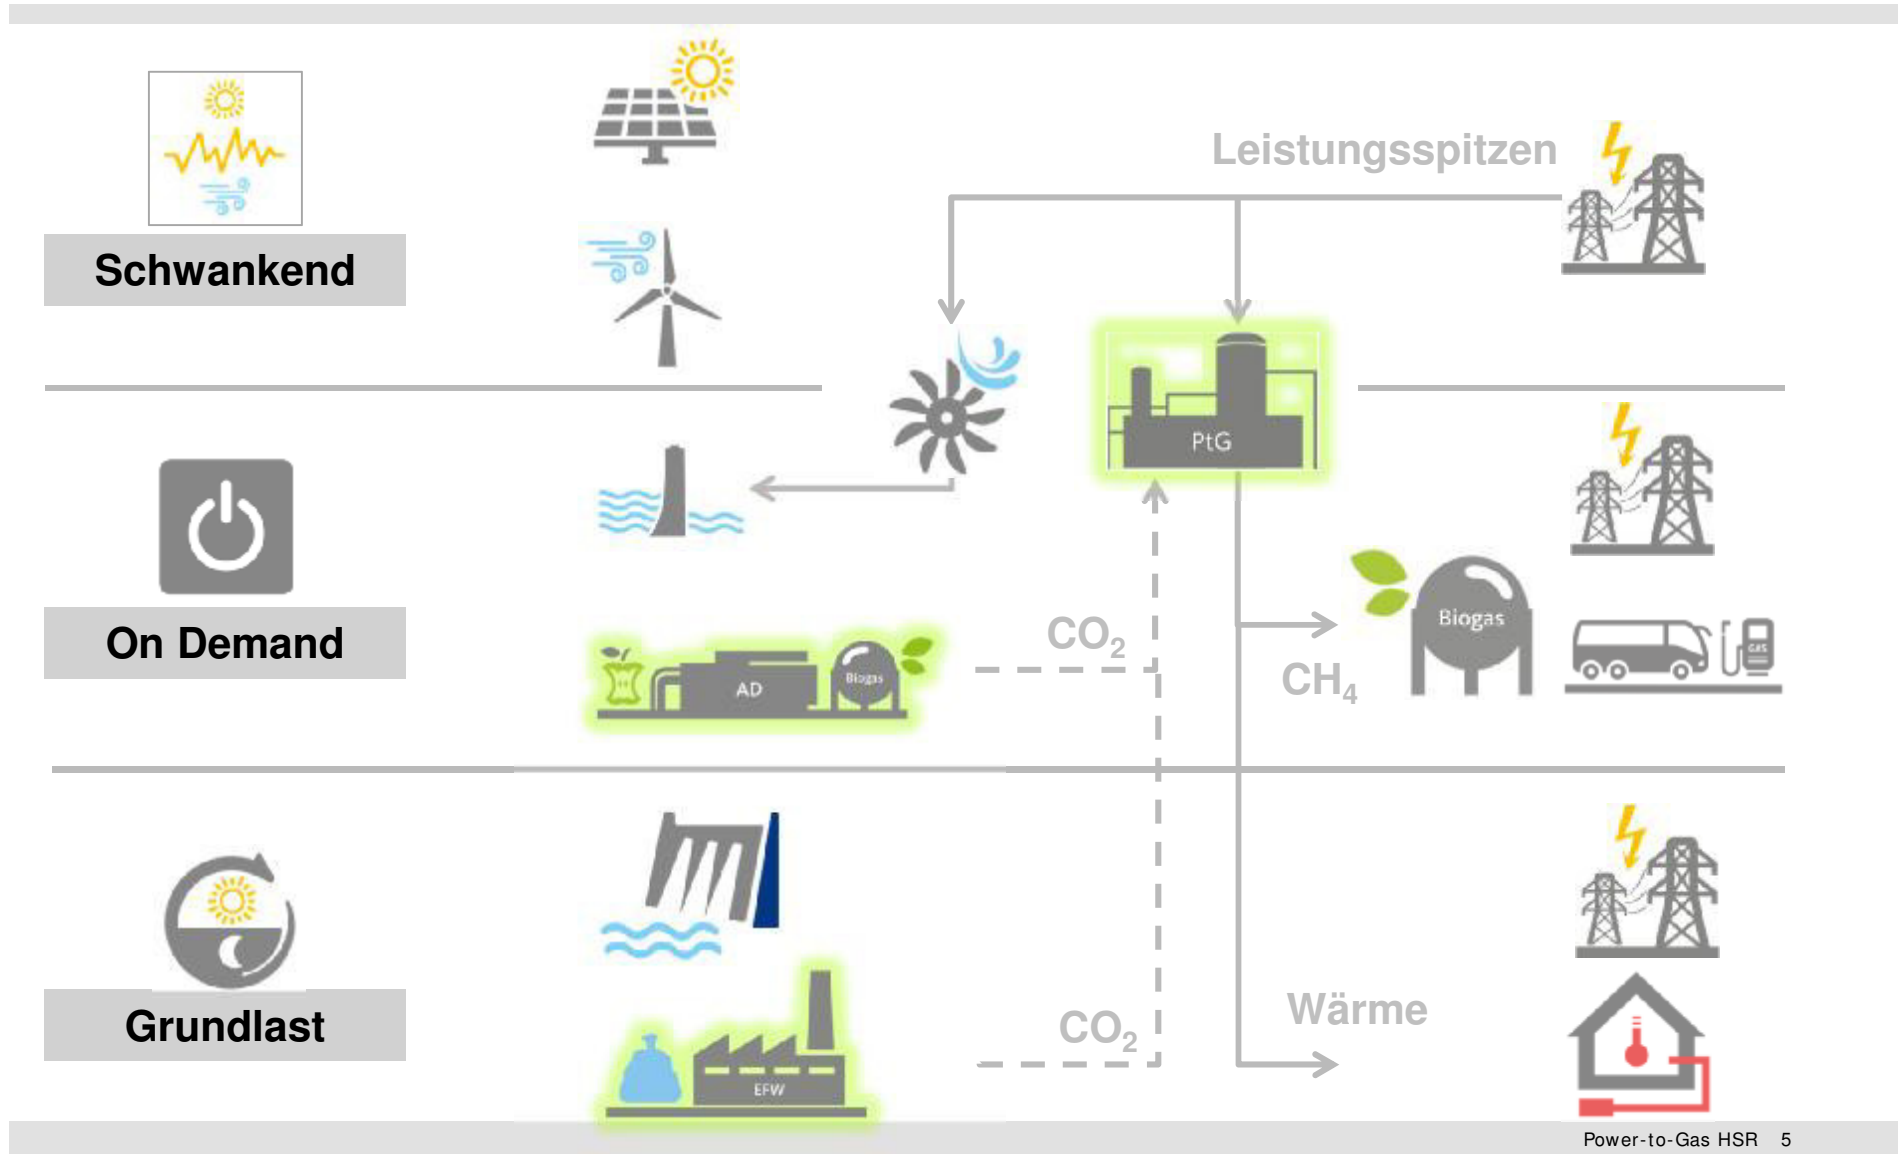 Leistungsspitzen
Schwankend
PtG
On Demand
CO₂
Biogas
CH₄
GAS
AD
Biogas
Grundlast
CO₂
Wärme
EFW
Power-to-Gas HSR 5